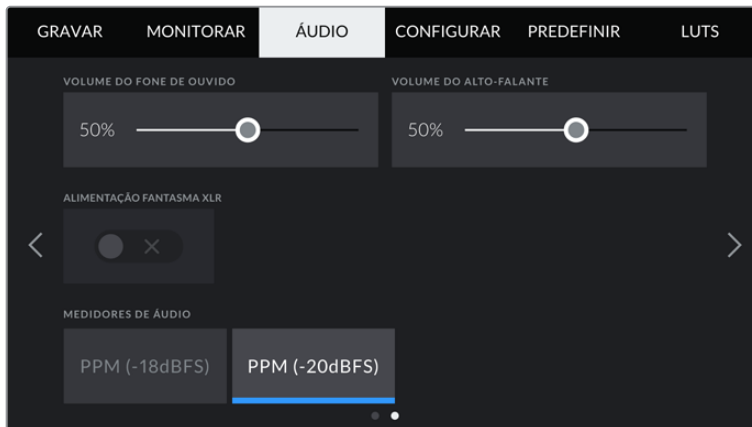 GRAVAR MONITORAR ÁUDIO CONFIGURAR PREDEFINIR LUTS
VOLUME DO FONE DE OUVIDO VOLUME DO ALTO-FALANTE
50% 50%
ALIMENTAÇÃO FANTASMA XLR
MEDIDORES DE ÁUDIO
PPM (-18dBFS) PPM (-20dBFS)